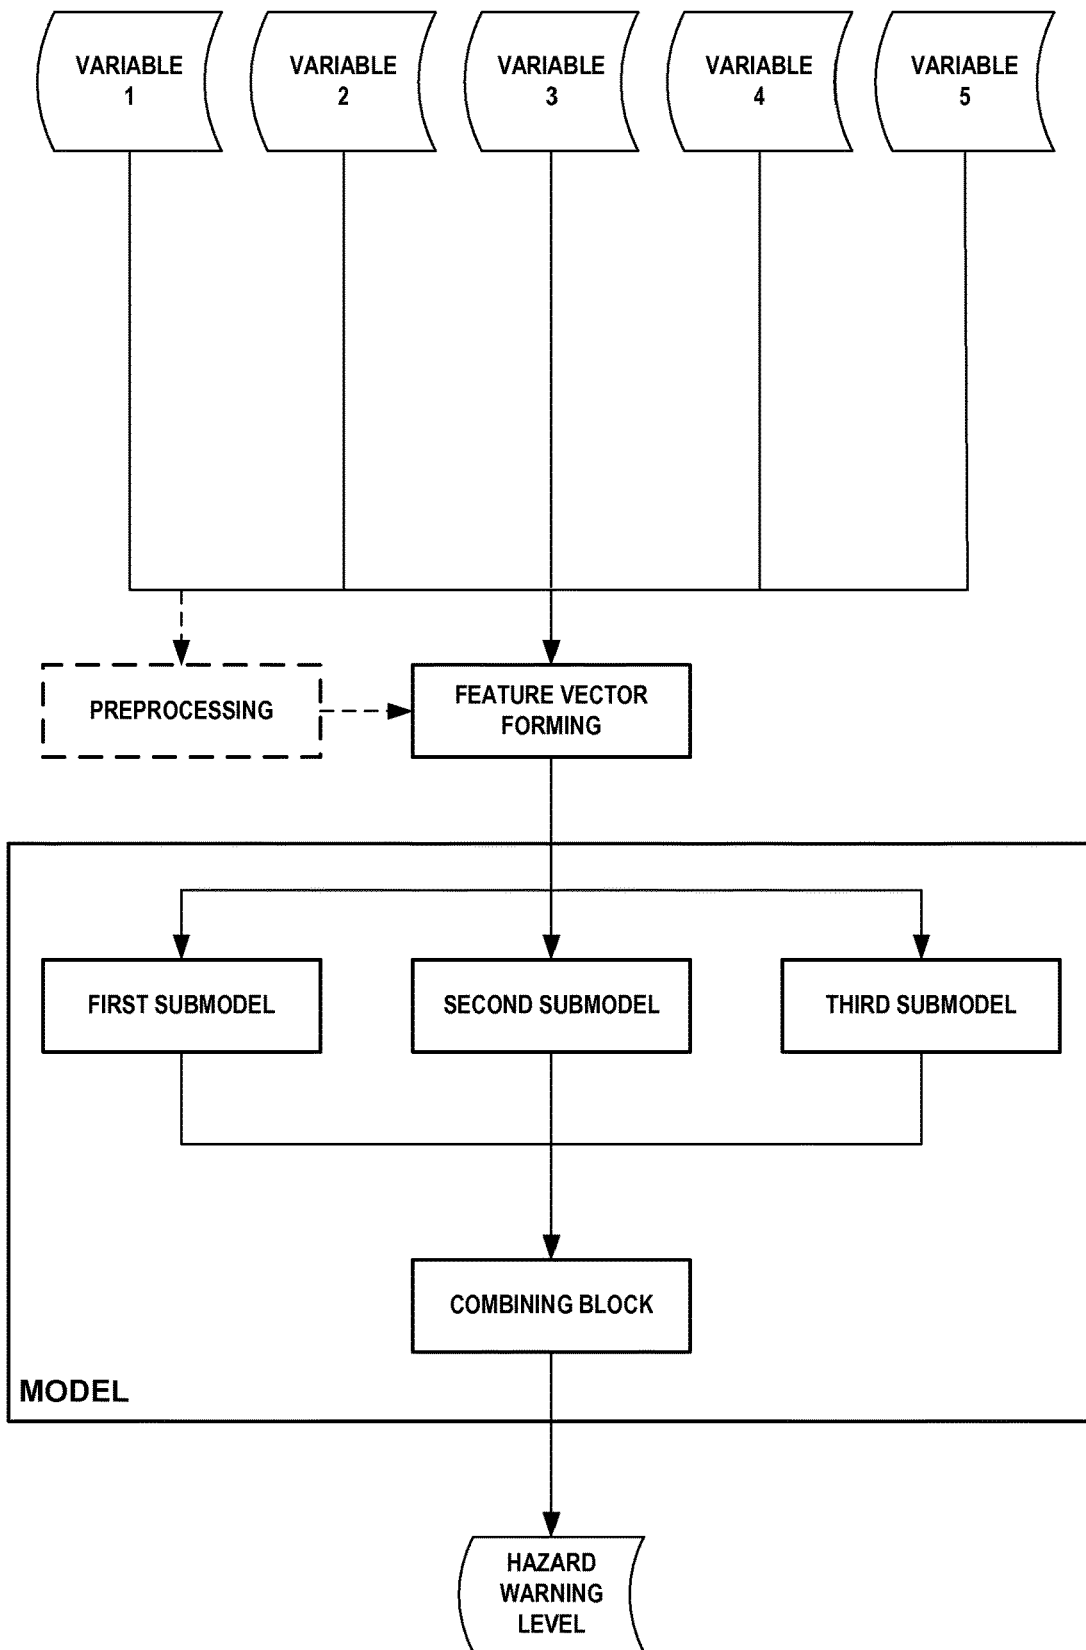 VARIABLE
1
VARIABLE
2
VARIABLE
3
VARIABLE
4
VARIABLE
5
PREPROCESSING
FEATURE VECTOR
FORMING
FIRST SUBMODEL
SECOND SUBMODEL
THIRD SUBMODEL
COMBINING BLOCK
MODEL
HAZARD
WARNING
LEVEL